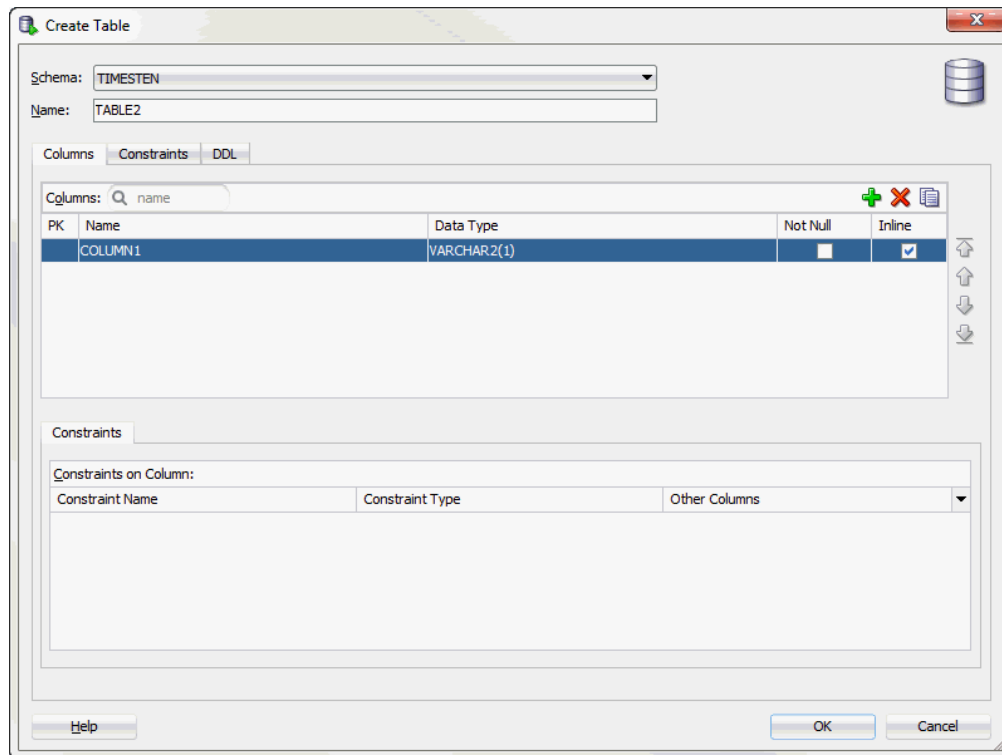 Create Table
Schema: TIMESTEN
Name: TABLE2
Columns Constraints DDL
Columns: name
PK Name Data Type Not Null Inline
COLUMN1 VARCHAR2(1)
Constraints
Constraints on Column:
Constraint Name Constraint Type Other Columns
Help OK Cancel